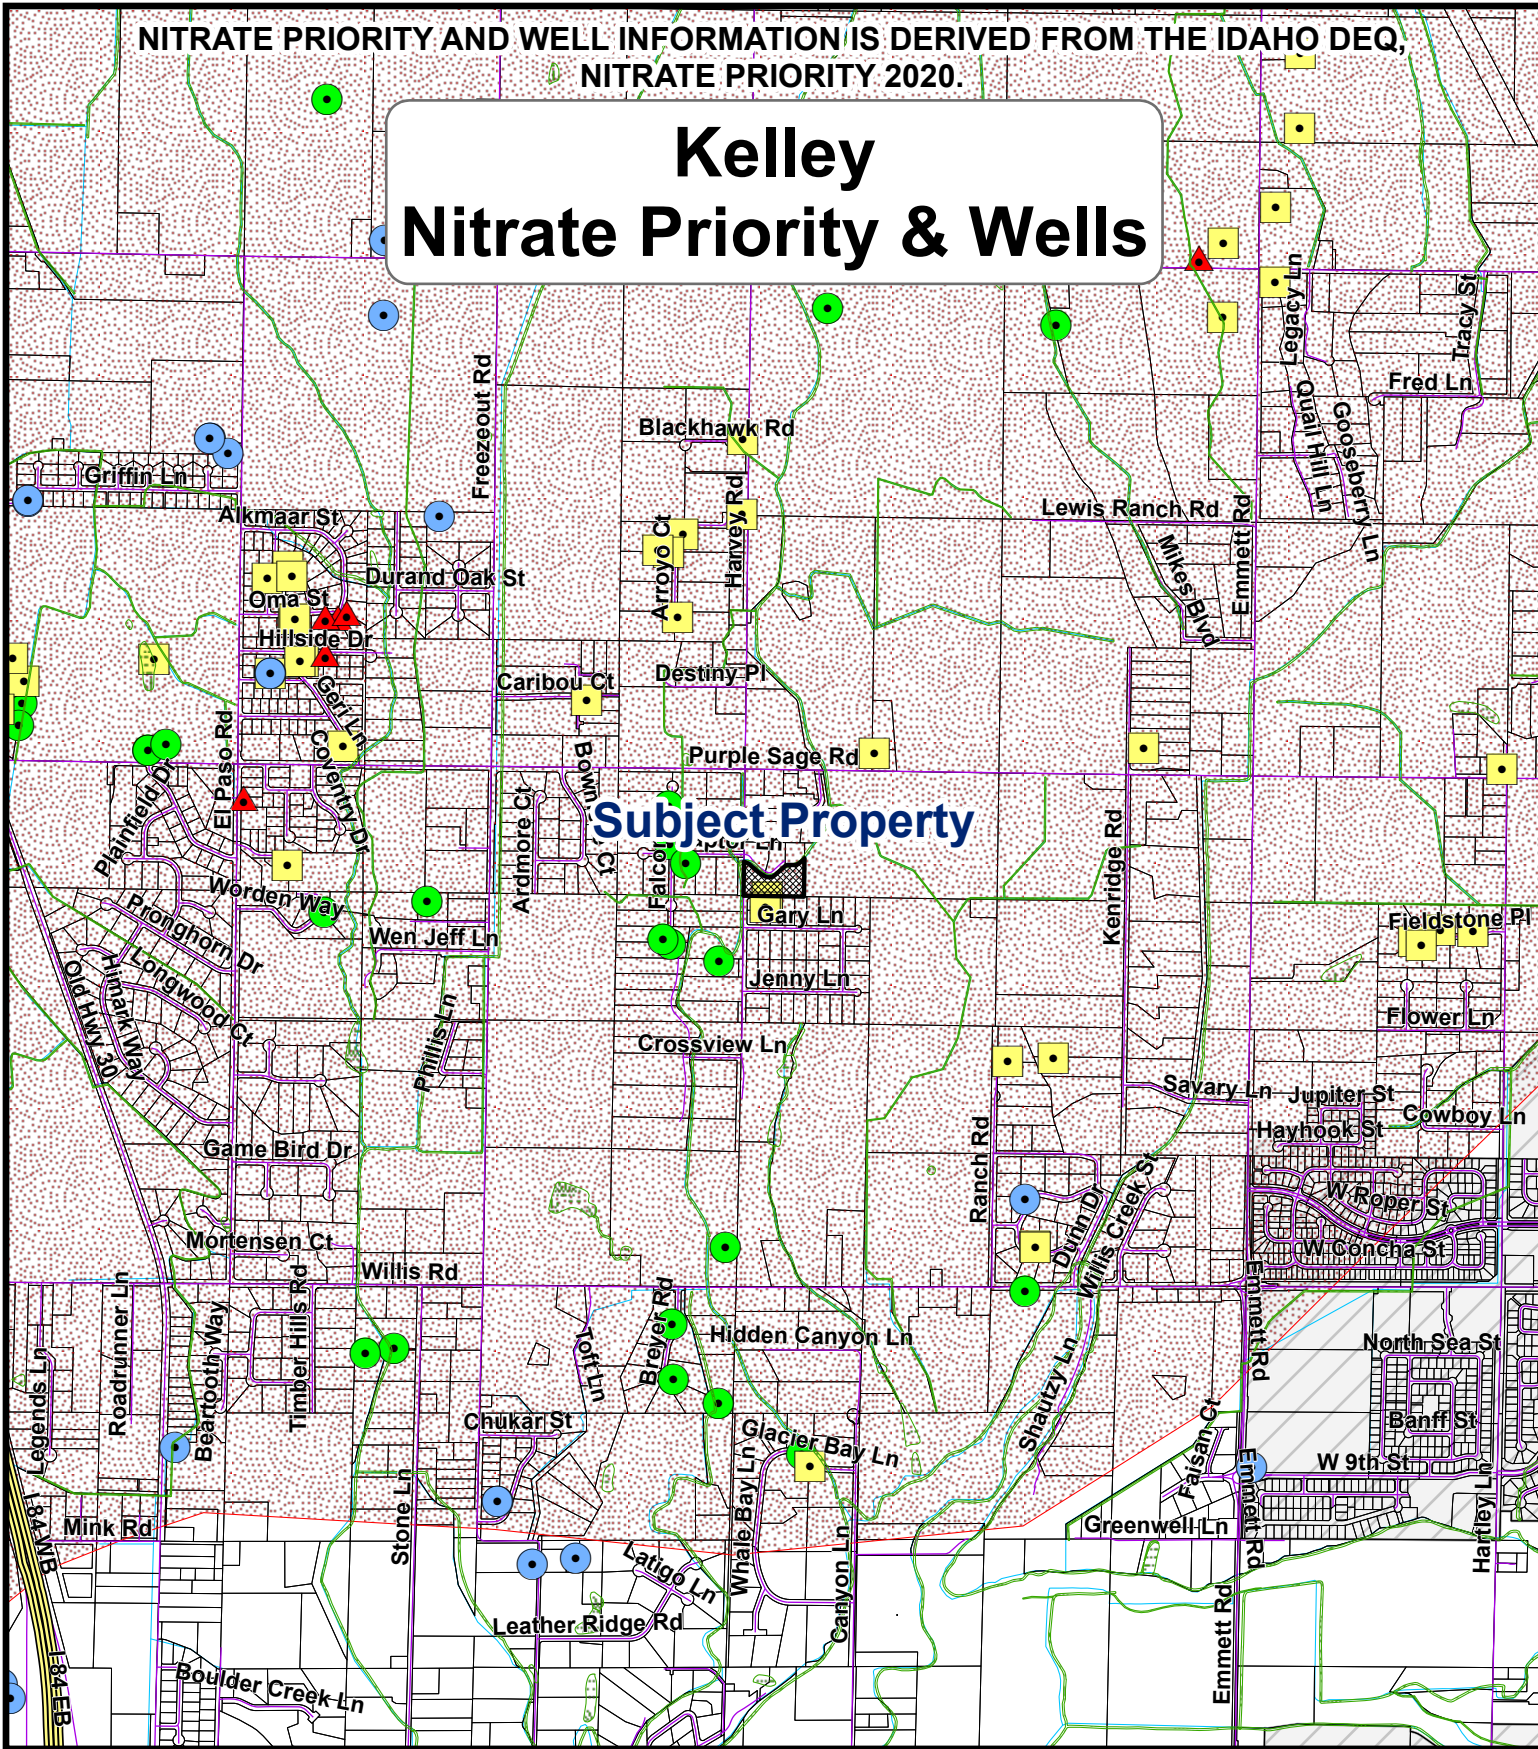 NITRATE PRIORITY AND WELL INFORMATION IS DERIVED FROM THE IDAHO DEQ,
NITRATE PRIORITY 2020.
Kelley
Nitrate Priority & Wells
Legacy Ln
Tracy St
Fred Ln
Quail Hill Ln
Gooseberry Ln
Freezeout Rd
Blackhawk Rd
Griffin Ln
Alkmaar St
Harvey Rd
Lewis Ranch Rd
Emmett Rd
Arroyo Ct
Mikes Blvd
Durand Oak St
Oma St
Hillside Dr
Caribou Ct
Destiny Pl
Geri Ln
El Paso Rd
Coventry Dr
Purple Sage Rd
Plainfield Dr
Ardmore Ct
Subject Property
Kenridge Rd
Worden Way
Pronghorn Dr
Wen Jeff Ln
Gary Ln
Fieldstone Pl
Longwood Ct
Himark Way
Old Hwy 30
Jenny Ln
Flower Ln
Phillis Ln
Crossview Ln
Savary Ln
Jupiter St
Cowboy Ln
Hayhook St
Game Bird Dr
Ranch Rd
W Roper St
Dunn Dr
Willis Creek St
Mortensen Ct
W Concha St
Willis Rd
Roadrunner Ln
Timber Hills Rd
Beartooth Way
Breyer Rd
Toft Ln
Hidden Canyon Ln
Emmett Rd
North Sea St
Legends Ln
Shautzy Ln
Chukar St
Glacier Bay Ln
Faisan Ct
Banff St
W 9th St
Stone Ln
Whale Bay Ln
Mink Rd
I-84 WB
Greenwell Ln
Emmett Rd
Hartley Ln
Latigo Ln
Canyon Ln
Leather Ridge Rd
Emmett Rd
I-84 EB
Boulder Creek Ln